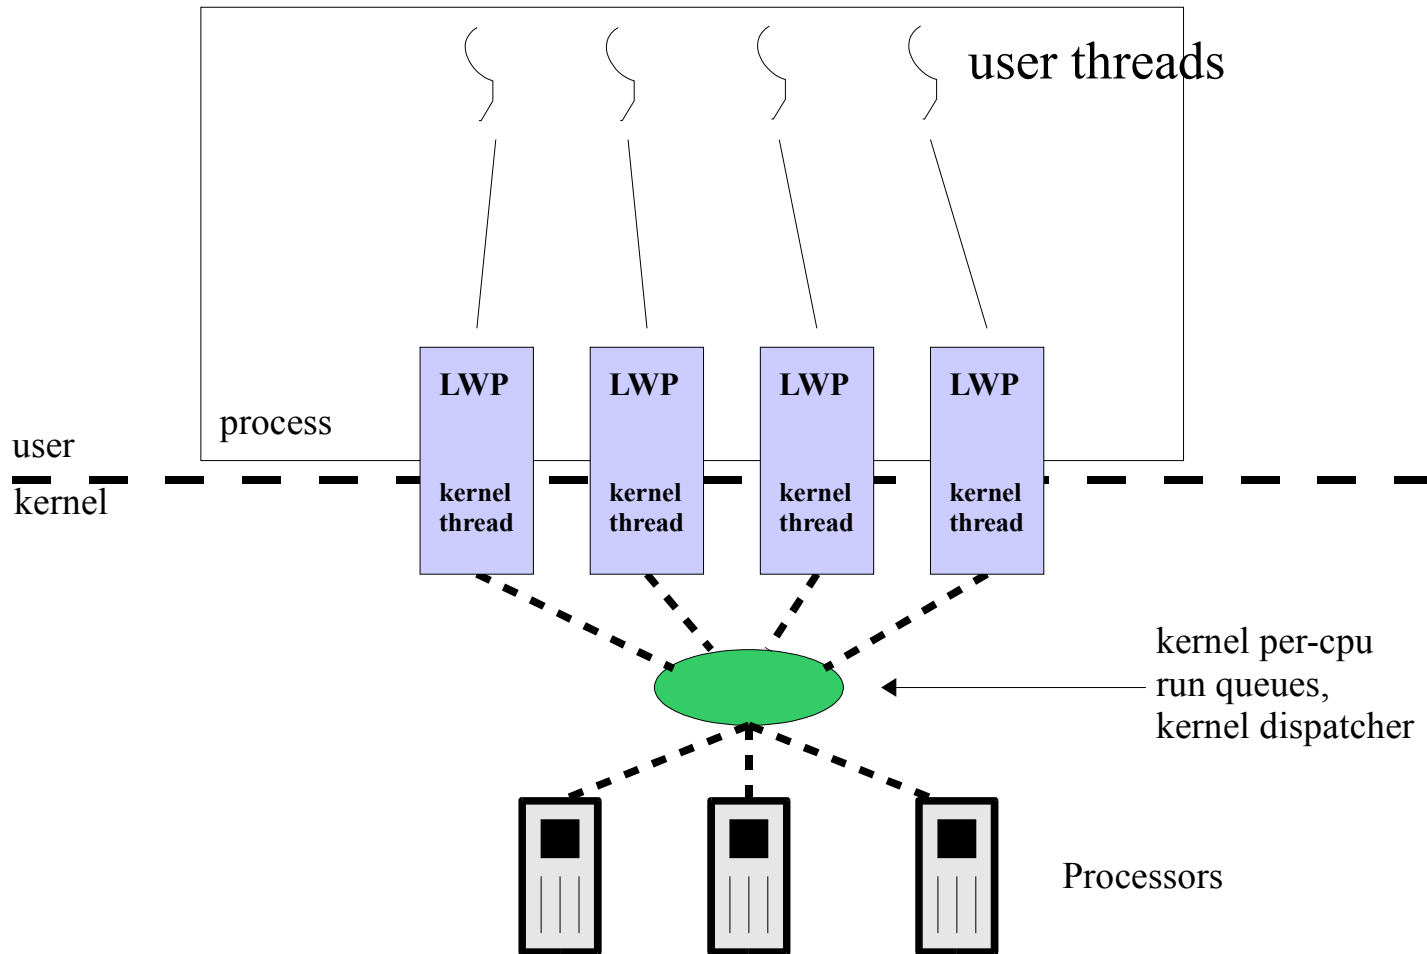 user threads
LWP
LWP
LWP
LWP
process
user
kernel
kernel
thread
kernel
thread
kernel
thread
kernel
thread
kernel per-cpu
run queues,
kernel dispatcher
Processors